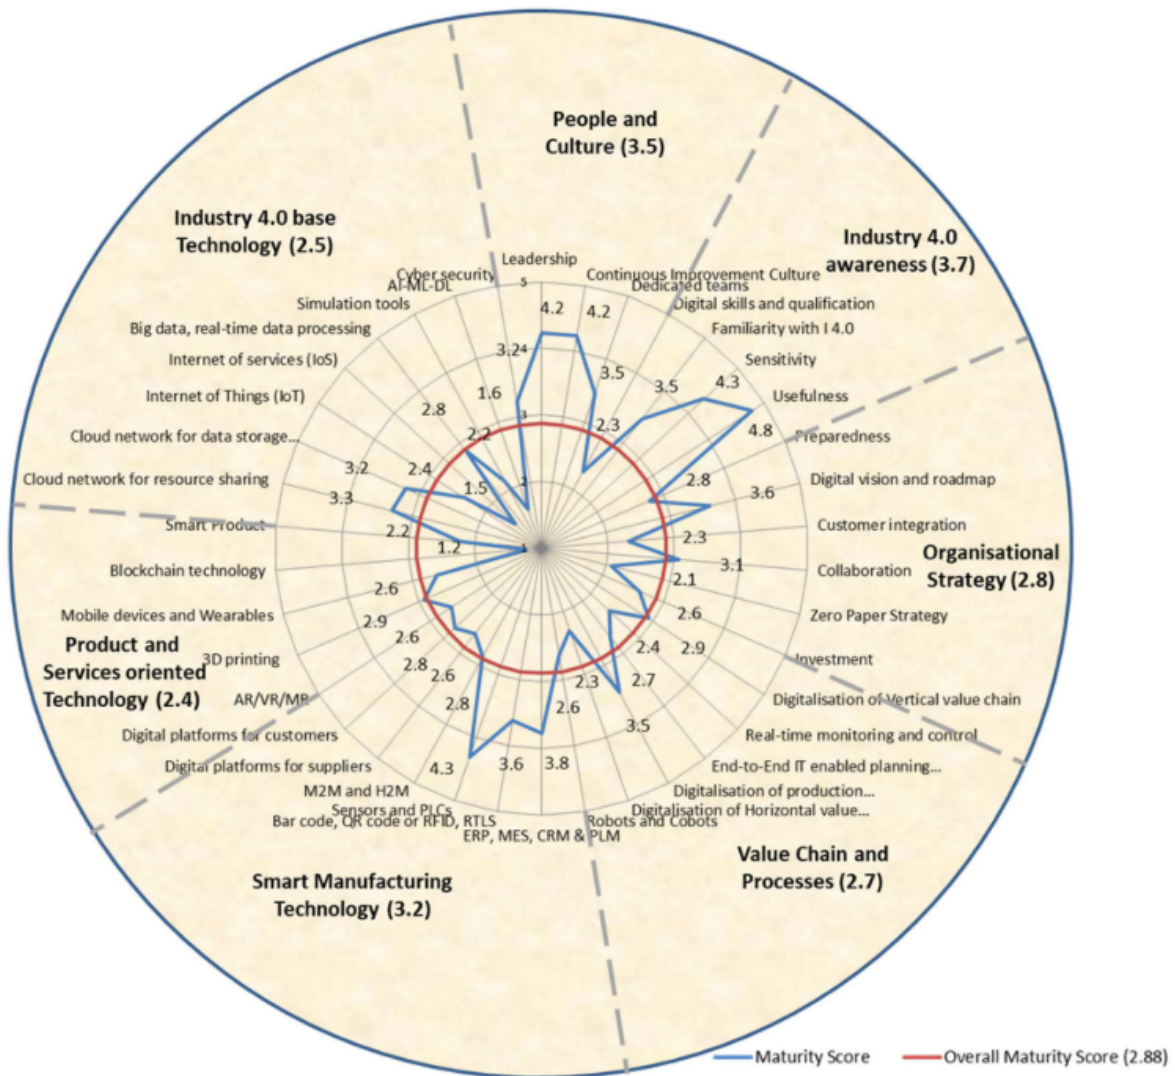 People and
Culture (3.5)
Industry 4.0 base
Technology (2.5)
Industry 4.0
awareness (3.7)
Leadership
Cyber security
Continuous Improvement Culture
AI-ML-DL
Dedicated teams
Simulation tools
Digital skills and qualification
Big data, real-time data processing
Familiarity with I 4.0
Internet of services (IoS)
Sensitivity
Internet of Things (IoT)
Usefulness
Cloud network for data storage...
Preparedness
Cloud network for resource sharing
Digital vision and roadmap
Smart Product
Customer integration
Organisational
Strategy (2.8)
Blockchain technology
Collaboration
Mobile devices and Wearables
Zero Paper Strategy
Product and
Services oriented
Technology (2.4)
3D printing
Investment
AR/VR/MR
Digitalisation of Vertical value chain
Digital platforms for customers
Real-time monitoring and control
Digital platforms for suppliers
End-to-End IT enabled planning...
M2M and H2M
Digitalisation of production...
Sensors and PLCs
Digitalisation of Horizontal value...
Bar code, QR code or RFID, RTLS
Robots and Cobots
ERP, MES, CRM & PLM
Smart Manufacturing
Technology (3.2)
Value Chain and
Processes (2.7)
5
4
3
2
1
4.2
4.2
3.5
2.3
3.5
4.3
4.8
2.8
3.6
2.3
3.1
2.1
2.6
2.9
2.4
2.7
3.5
2.3
2.6
3.8
3.6
4.3
2.8
2.6
2.8
2.6
2.9
2.6
1.2
2.2
3.3
3.2
2.4
1.5
2.8
2.2
1.6
3.2
Maturity Score
Overall Maturity Score (2.88)